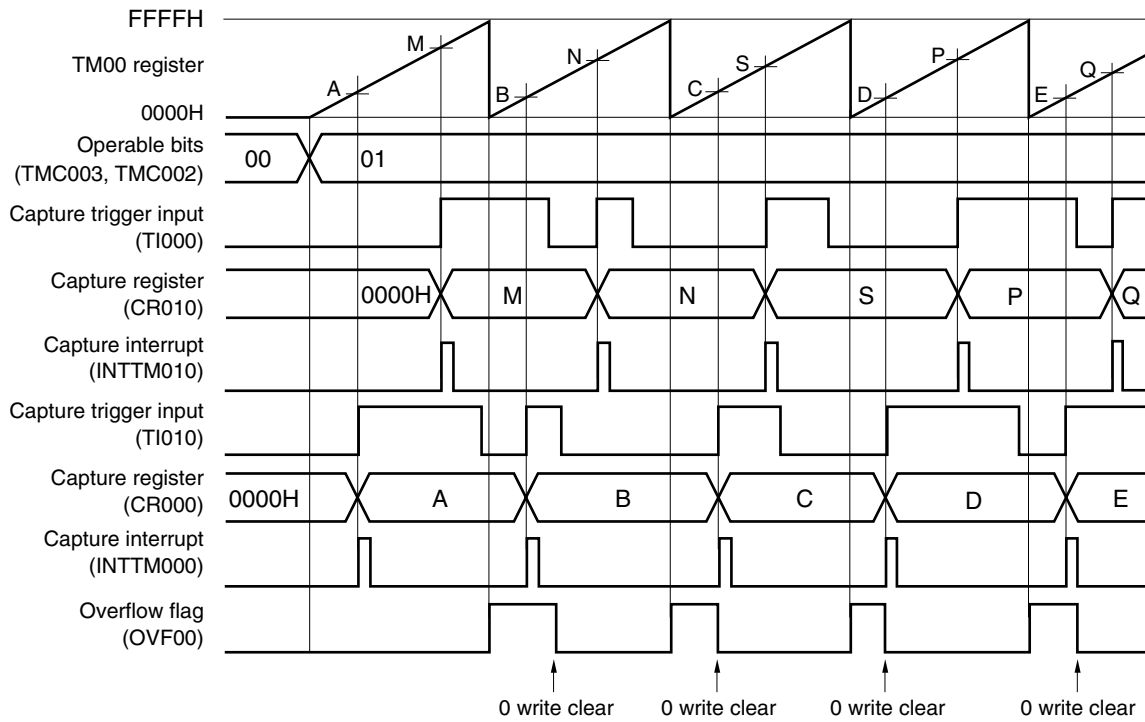 FFFFH
M
N
S
P
Q
TM00 register
A
B
C
D
E
0000H
Operable bits
(TMC003, TMC002)
00
01
Capture trigger input
(TI000)
Capture register
(CR010)
0000H
M
N
S
P
Q
Capture interrupt
(INTTM010)
Capture trigger input
(TI010)
Capture register
(CR000)
0000H
A
B
C
D
E
Capture interrupt
(INTTM000)
Overflow flag
(OVF00)
0 write clear
0 write clear
0 write clear
0 write clear